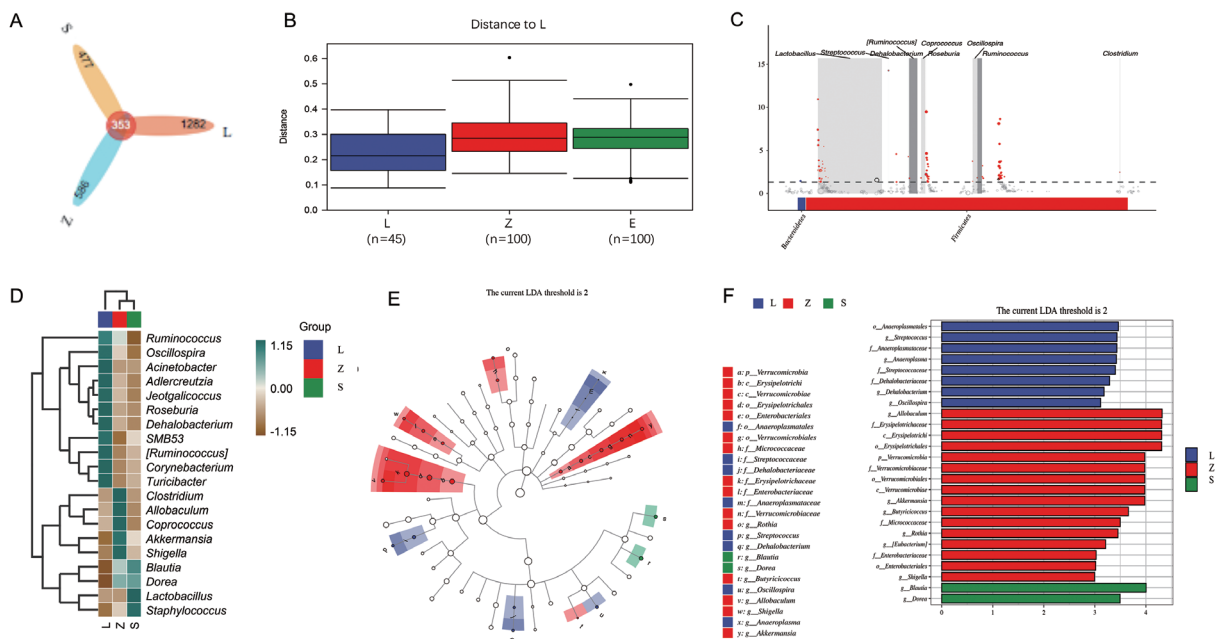 A
S
477
353
1282
L
586
Z
B
Distance to L
Distance
0.6
0.5
0.4
0.3
0.2
0.1
0.0
L
Z
E
(n=45)
(n=100)
(n=100)
C
[Ruminococcus]
Coprococcus
Oscillospira
Lactobacillus
Streptococcus
Dehalobacterium
Roseburia
Ruminococcus
Clostridium
15
10
5
0
Bacteroidetes
Firmicutes
D
Ruminococcus
Oscillospira
Acinetobacter
Adlercreutzia
Jeotgalicoccus
Roseburia
Dehalobacterium
SMB53
[Ruminococcus]
Corynebacterium
Turicibacter
Clostridium
Allobaculum
Coprococcus
Akkermansia
Shigella
Blautia
Dorea
Lactobacillus
Staphylococcus
L Z S
1.15
0.00
-1.15
Group
L
Z
S
E
The current LDA threshold is 2
F
L Z S
a: p__Verrucomicrobia
b: c__Erysipelotrichi
c: c__Verrucomicrobiae
d: o__Erysipelotrichales
e: o__Enterobacteriales
f: o__Anaeroplasmatales
g: o__Verrucomicrobiales
h: f__Micrococcaceae
i: f__Streptococcaceae
j: f__Dehalobacteriaceae
k: f__Erysipelotrichaceae
l: f__Enterobacteriaceae
m: f__Anaeroplasmataceae
n: f__Verrucomicrobiaceae
o: g__Rothia
p: g__Streptococcus
q: g__Dehalobacterium
r: g__Blautia
s: g__Dorea
t: g__Butyricicoccus
u: g__Oscillospira
v: g__Allobaculum
w: g__Shigella
x: g__Anaeroplasma
y: g__Akkermansia
The current LDA threshold is 2
o__Anaeroplasmatales
g__Streptococcus
f__Anaeroplasmataceae
g__Anaeroplasma
f__Streptococcaceae
f__Dehalobacteriaceae
g__Dehalobacterium
g__Oscillospira
g__Allobaculum
f__Erysipelotrichaceae
c__Erysipelotrichi
o__Erysipelotrichales
p__Verrucomicrobia
f__Verrucomicrobiaceae
o__Verrucomicrobiales
c__Verrucomicrobiae
g__Akkermansia
g__Butyricicoccus
f__Micrococcaceae
g__Rothia
g__[Eubacterium]
f__Enterobacteriaceae
o__Enterobacteriales
g__Shigella
g__Blautia
g__Dorea
0 1 2 3 4
L
Z
S